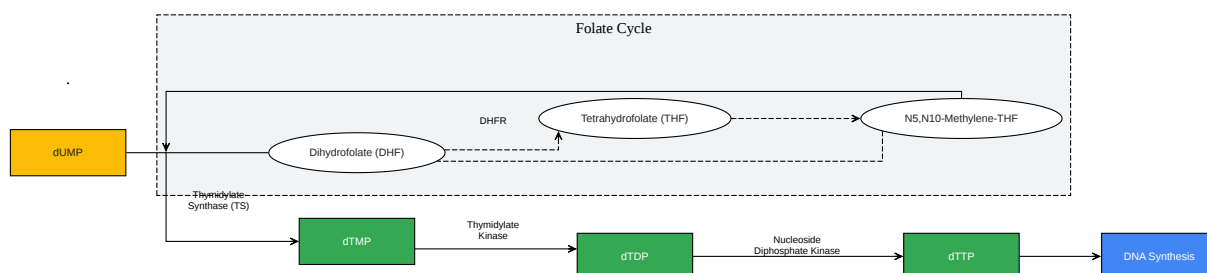 Folate Cycle
DHFR
Tetrahydrofolate (THF)
N5,N10-Methylene-THF
dUMP
Dihydrofolate (DHF)
Thymidylate
Synthase (TS)
dTMP
Thymidylate
Kinase
dTDP
Nucleoside
Diphosphate Kinase
dTTP
DNA Synthesis